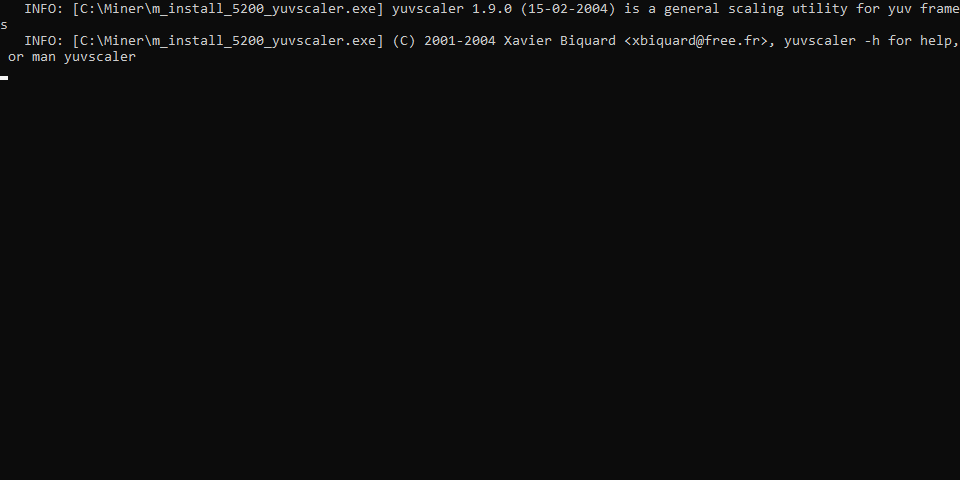 INFO: [C:\Miner\m_install_5200_yuvscaler.exe] yuvscaler 1.9.0 (15-02-2004) is a general scaling utility for yuv frame
s
INFO: [C:\Miner\m_install_5200_yuvscaler.exe] (C) 2001-2004 Xavier Biquard <xbiquard@free.fr>, yuvscaler -h for help,
or man yuvscaler